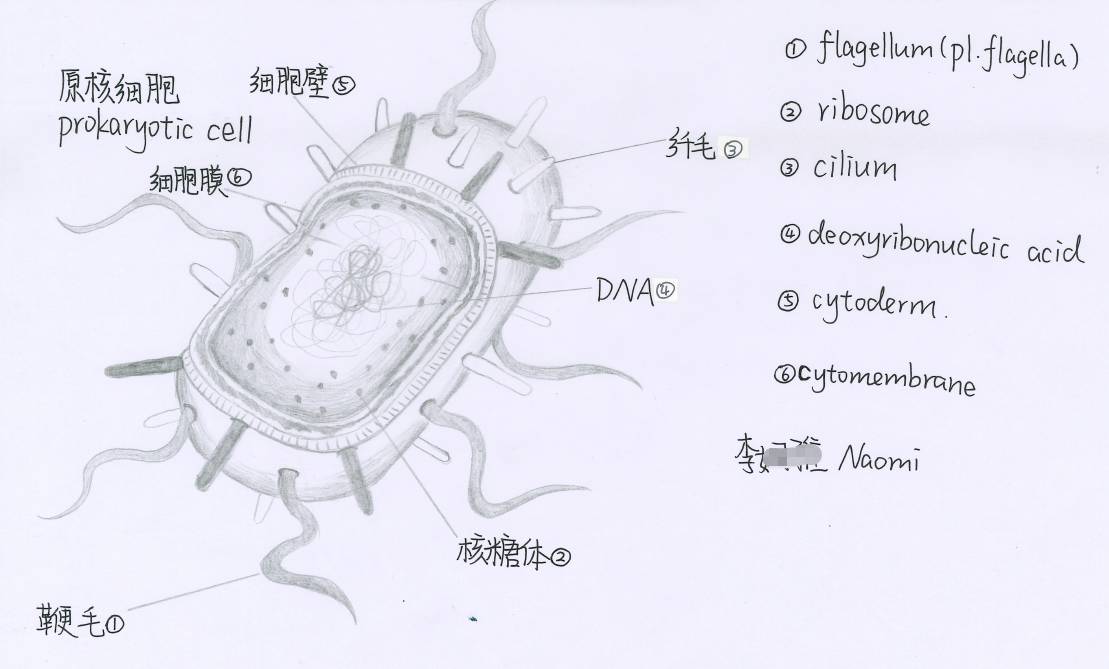 原核细胞
prokaryotic cell
细胞壁⑤
细胞膜⑥
纤毛③
DNA④
核糖体②
鞭毛①
① flagellum(pl.flagella)
② ribosome
③ cilium
④ deoxyribonucleic acid
⑤ cytoderm.
⑥cytomembrane
李 Naomi